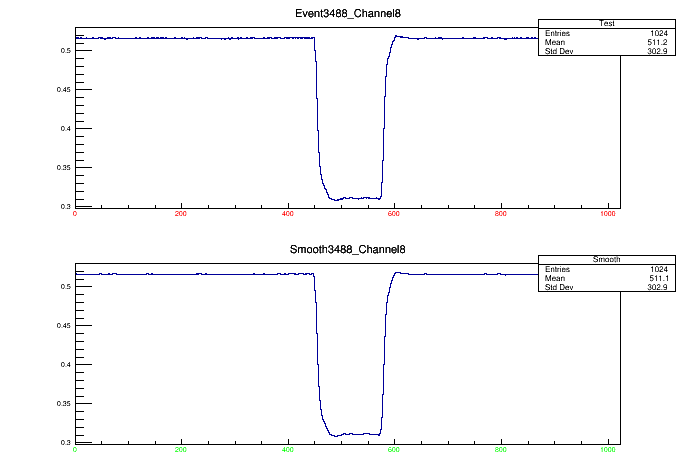 Event3488_Channel8
Test
Entries 1024
Mean 511.2
Std Dev 302.9
0.5
0.45
0.4
0.35
0.3
0 200 400 600 800 1000
Smooth3488_Channel8
Smooth
Entries 1024
Mean 511.1
Std Dev 302.9
0.5
0.45
0.4
0.35
0.3
0 200 400 600 800 1000